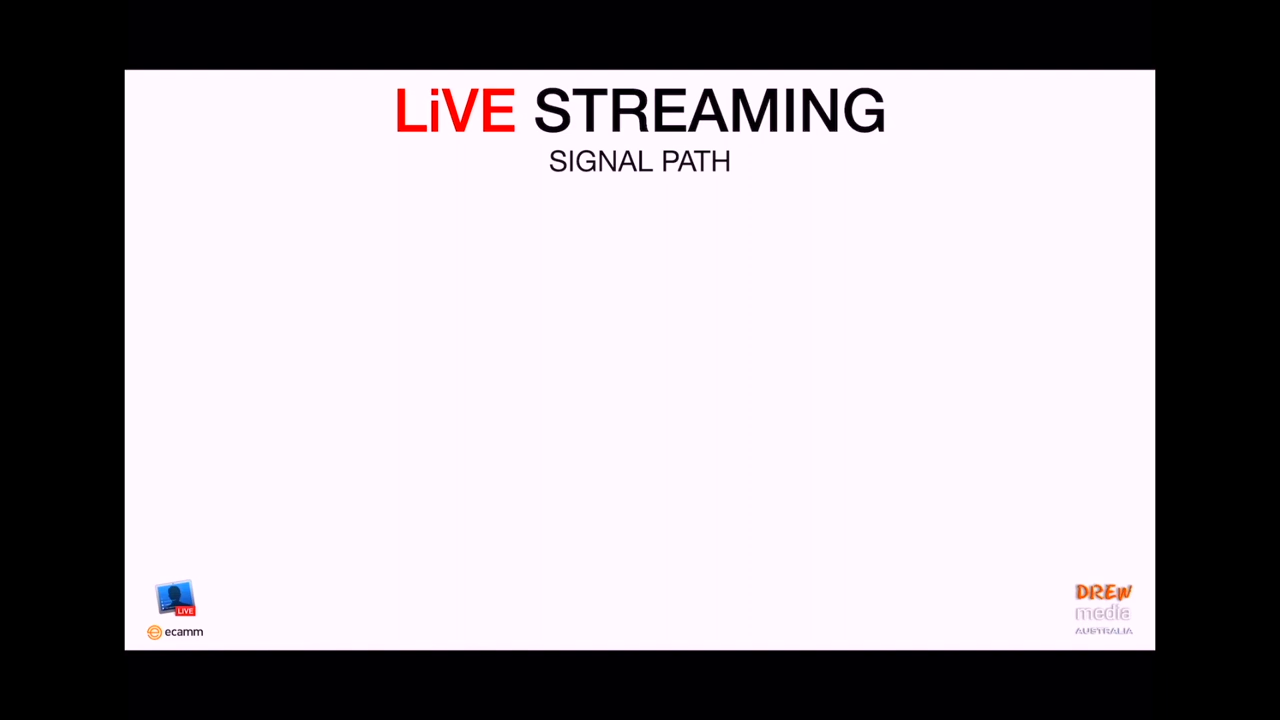 LiVE STREAMING
SIGNAL PATH
LIVE
ecamm
DREW
media
AUSTRALIA